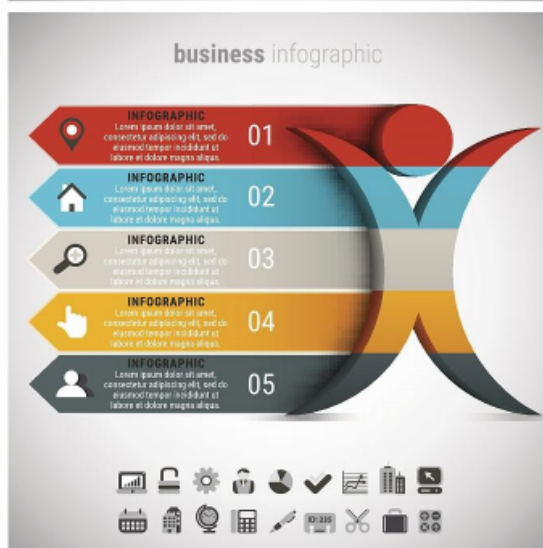 business infographic
INFOGRAPHIC
Lorem ipsum dolor sit amet,
consectetur adipiscing elit, sed do
eiusmod tempor incididunt ut
labore et dolore magna aliqua.
01
INFOGRAPHIC
Lorem ipsum dolor sit amet,
consectetur adipiscing elit, sed do
eiusmod tempor incididunt ut
labore et dolore magna aliqua.
02
INFOGRAPHIC
Lorem ipsum dolor sit amet,
consectetur adipiscing elit, sed do
eiusmod tempor incididunt ut
labore et dolore magna aliqua.
03
INFOGRAPHIC
Lorem ipsum dolor sit amet,
consectetur adipiscing elit, sed do
eiusmod tempor incididunt ut
labore et dolore magna aliqua.
04
INFOGRAPHIC
Lorem ipsum dolor sit amet,
consectetur adipiscing elit, sed do
eiusmod tempor incididunt ut
labore et dolore magna aliqua.
05
ID: 235